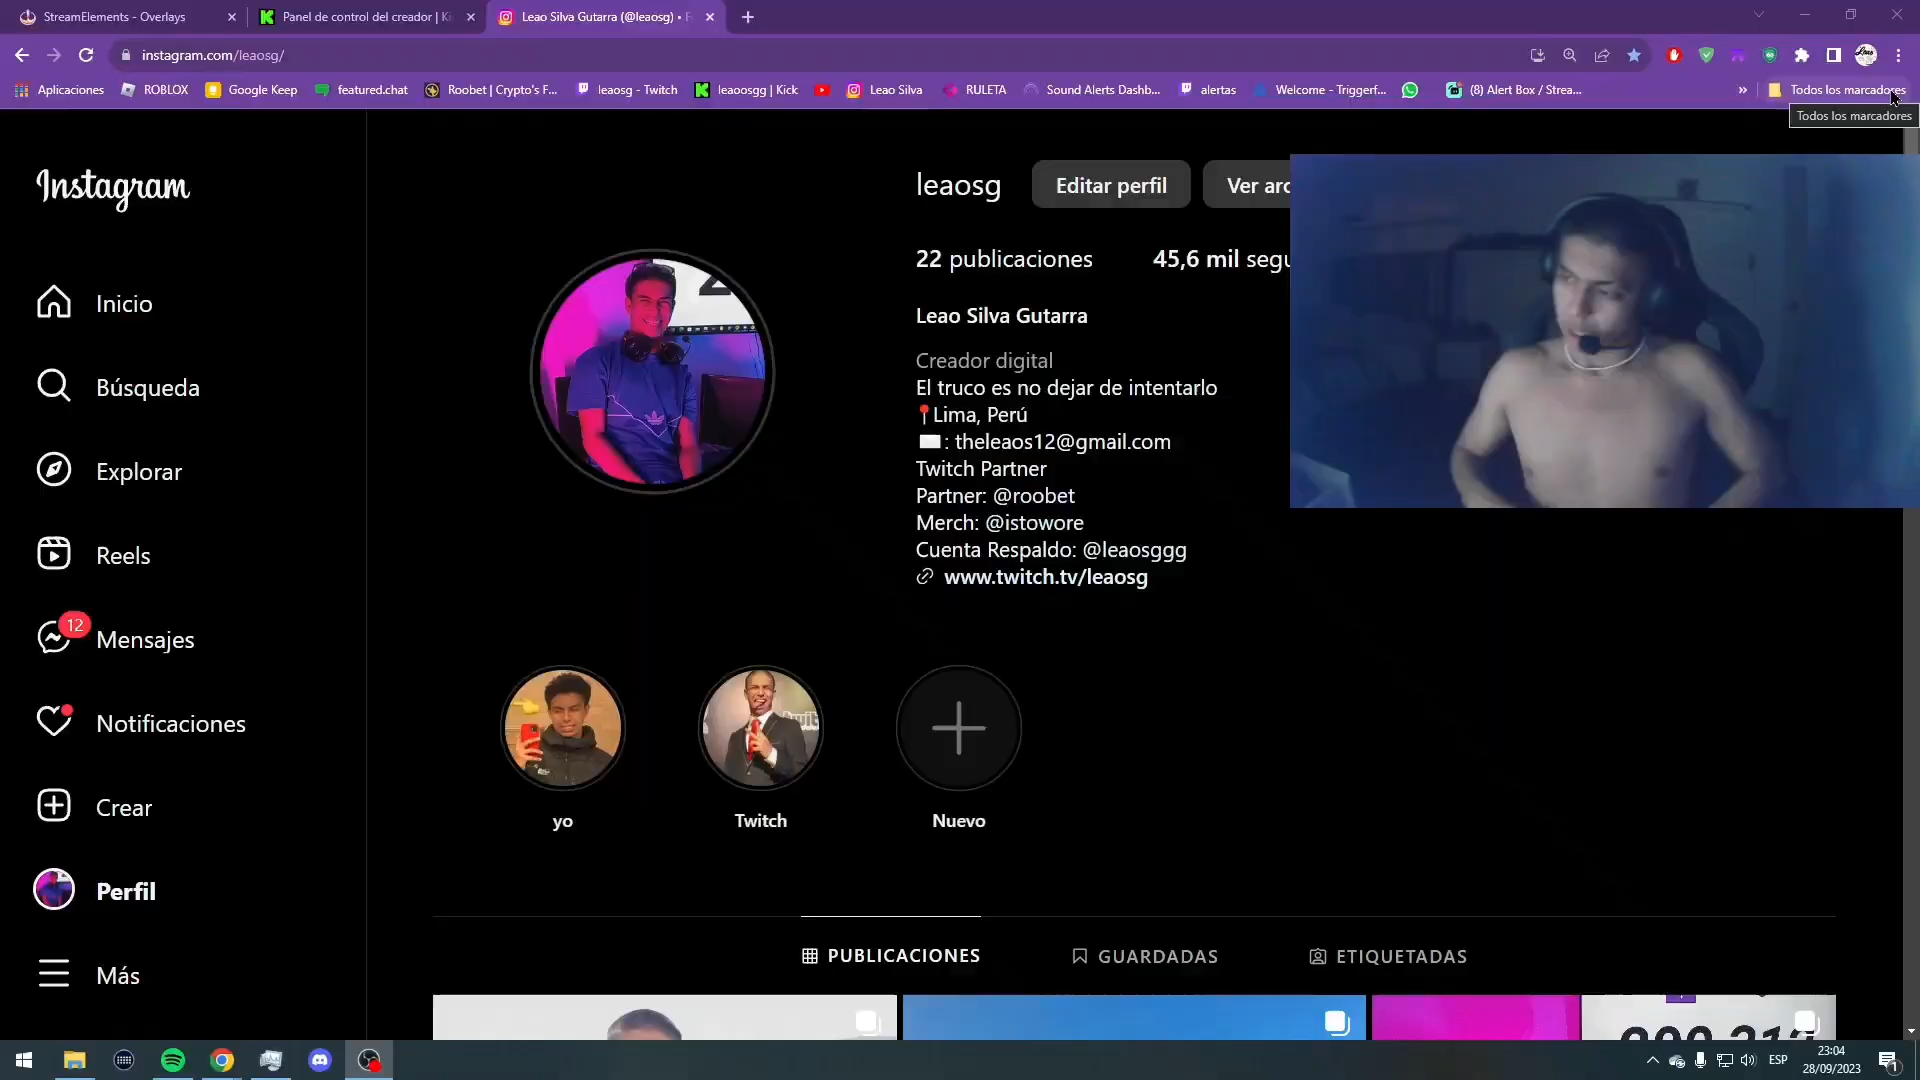 StreamElements - Overlays
Panel de control del creador | Ki
Leao Silva Gutarra (@leaosg) •
instagram.com/leaosg/
Aplicaciones
ROBLOX
Google Keep
featured.chat
Roobet | Crypto's F...
leaosg - Twitch
leaoosgg | Kick
Leao Silva
RULETA
Sound Alerts Dashb...
alertas
Welcome - Triggerf...
(8) Alert Box / Strea...
»
Todos los marcadores
Todos los marcadores
Instagram
Inicio
Búsqueda
Explorar
Reels
12
Mensajes
Notificaciones
Crear
Perfil
Más
leaosg
Editar perfil
Ver arc
22 publicaciones
45,6 mil segu
Leao Silva Gutarra
Creador digital
El truco es no dejar de intentarlo
📍Lima, Perú
✉️: theleaos12@gmail.com
Twitch Partner
Partner: @roobet
Merch: @istowore
Cuenta Respaldo: @leaosggg
www.twitch.tv/leaosg
yo
Twitch
Nuevo
PUBLICACIONES
GUARDADAS
ETIQUETADAS
ESP
23:04
28/09/2023
1